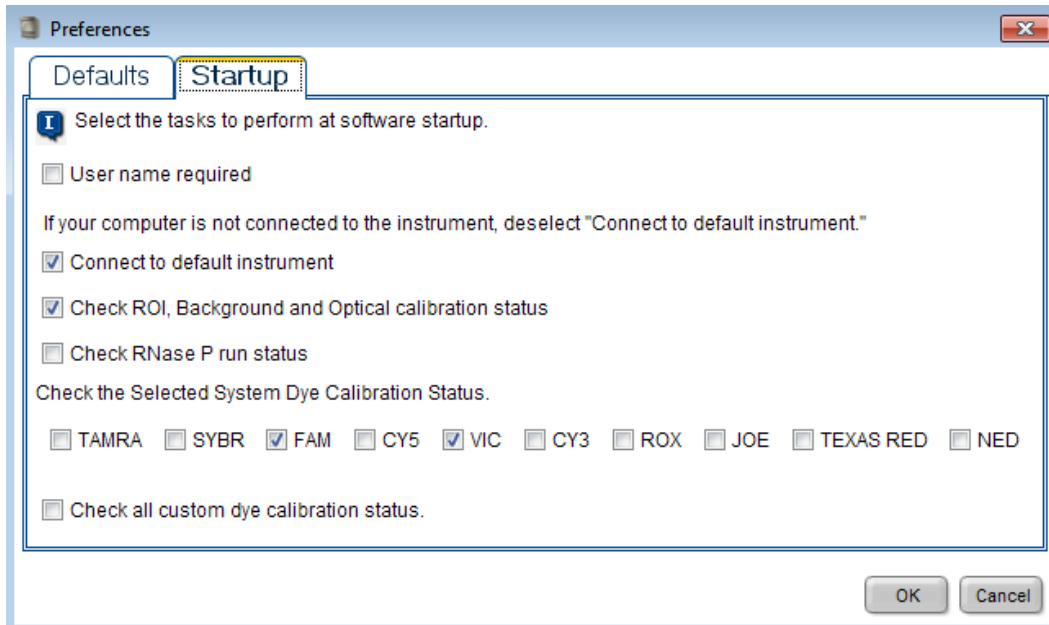 Preferences
Defaults Startup
I Select the tasks to perform at software startup.
User name required
If your computer is not connected to the instrument, deselect "Connect to default instrument."
Connect to default instrument
Check ROI, Background and Optical calibration status
Check RNase P run status
Check the Selected System Dye Calibration Status.
TAMRA SYBR FAM CY5 VIC CY3 ROX JOE TEXAS RED NED
Check all custom dye calibration status.
OK Cancel